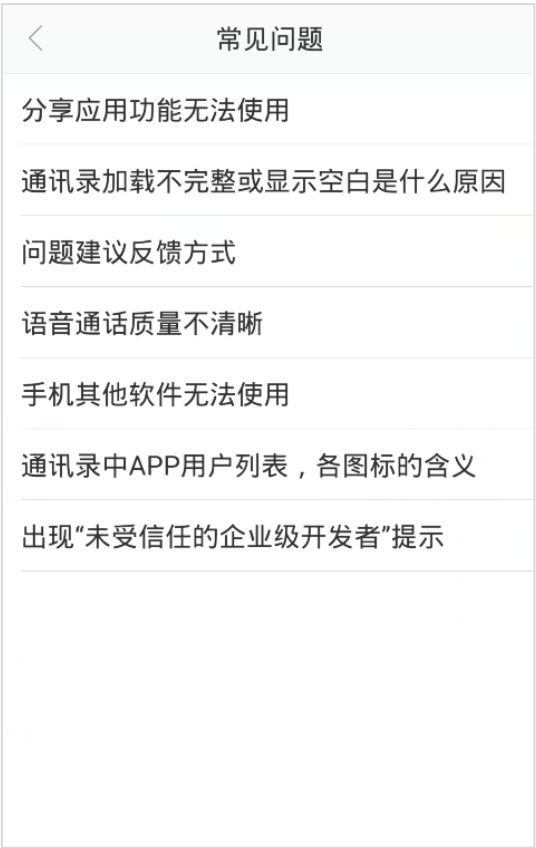 常见问题
分享应用功能无法使用
通讯录加载不完整或显示空白是什么原因
问题建议反馈方式
语音通话质量不清晰
手机其他软件无法使用
通讯录中APP用户列表，各图标的含义
出现“未受信任的企业级开发者”提示